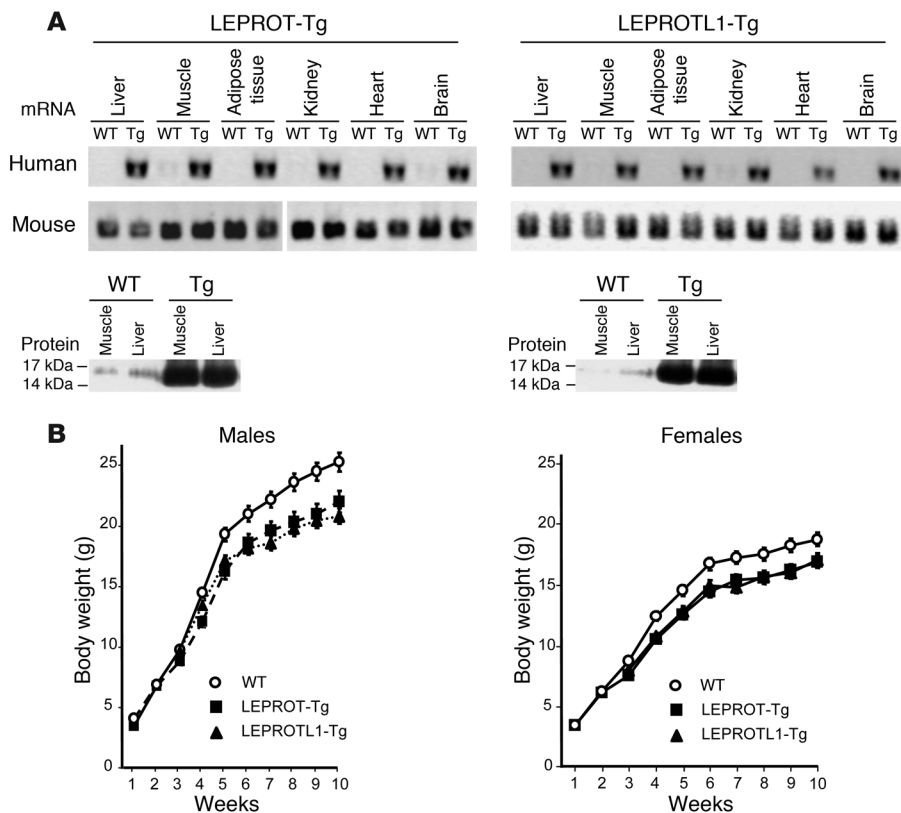 A
LEPROT-Tg
LEPROTL1-Tg
mRNA
Liver
Muscle
Adipose tissue
Kidney
Heart
Brain
Liver
Muscle
Adipose tissue
Kidney
Heart
Brain
WT Tg WT Tg WT Tg WT Tg WT Tg WT Tg
WT Tg WT Tg WT Tg WT Tg WT Tg WT Tg
Human
Mouse
WT Tg
WT Tg
Protein
Muscle
Liver
Muscle
Liver
17 kDa
14 kDa
Protein
Muscle
Liver
Muscle
Liver
17 kDa
14 kDa
B
Males
Body weight (g)
25
20
15
10
5
0
WT
LEPROT-Tg
LEPROTL1-Tg
1 2 3 4 5 6 7 8 9 10
Weeks
Females
Body weight (g)
25
20
15
10
5
0
WT
LEPROT-Tg
LEPROTL1-Tg
1 2 3 4 5 6 7 8 9 10
Weeks